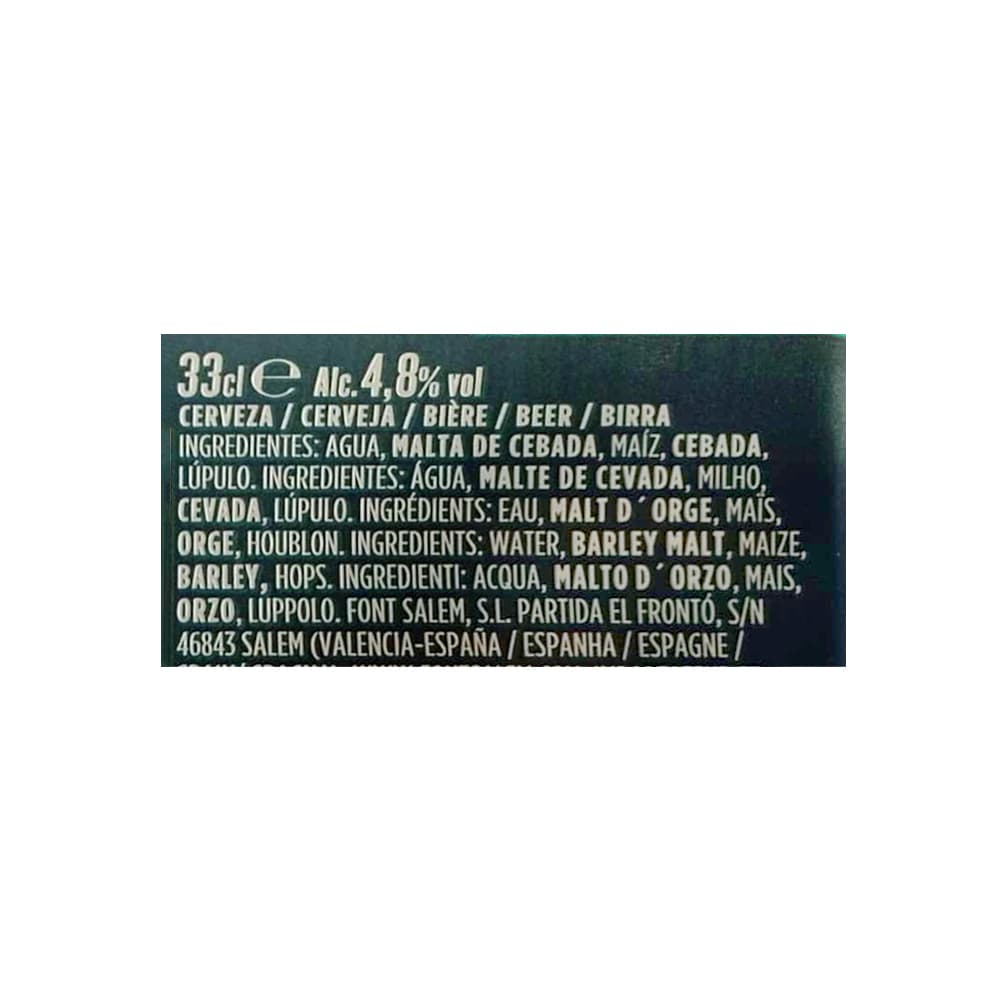 33cl ℮ Alc.4,8% vol
CERVEZA / CERVEJA / BIÈRE / BEER / BIRRA
INGREDIENTES: AGUA, MALTA DE CEBADA, MAÍZ, CEBADA,
LÚPULO. INGREDIENTES: ÁGUA, MALTE DE CEVADA, MILHO,
CEVADA, LÚPULO. INGRÉDIENTS: EAU, MALT D´ORGE, MAÏS,
ORGE, HOUBLON. INGREDIENTS: WATER, BARLEY MALT, MAIZE,
BARLEY, HOPS. INGREDIENTI: ACQUA, MALTO D´ORZO, MAIS,
ORZO, LÚPPOLO. FONT SALEM, S.L. PARTIDA EL FRONTÓ, S/N
46843 SALEM (VALENCIA-ESPAÑA / ESPANHA / ESPAGNE /